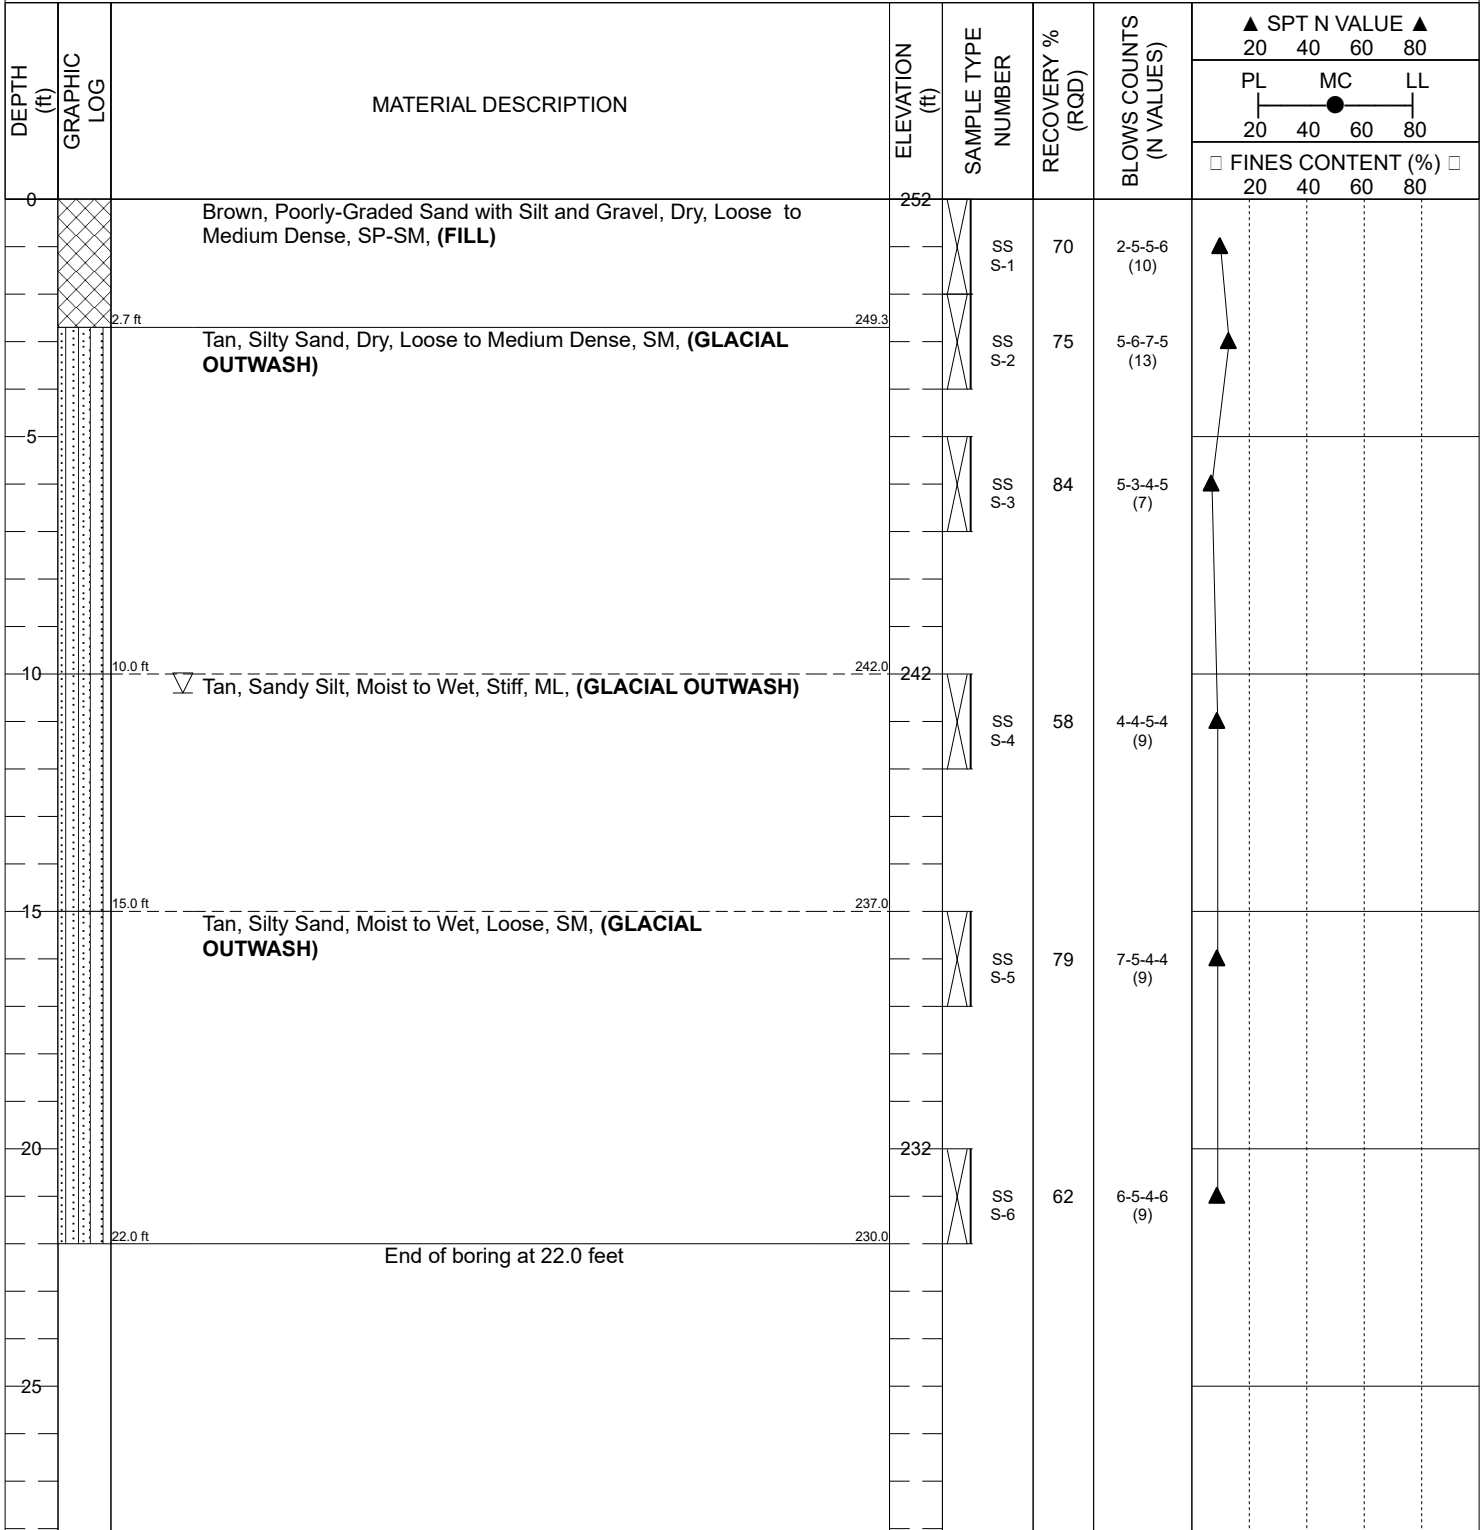 DEPTH
(ft)
GRAPHIC
LOG
MATERIAL DESCRIPTION
ELEVATION
(ft)
SAMPLE TYPE
NUMBER
RECOVERY %
(RQD)
BLOWS COUNTS
(N VALUES)
▲ SPT N VALUE ▲
20 40 60 80
PL MC LL
20 40 60 80
□ FINES CONTENT (%) □
20 40 60 80
0
252
Brown, Poorly-Graded Sand with Silt and Gravel, Dry, Loose to
Medium Dense, SP-SM, (FILL)
SS
S-1
70
2-5-5-6
(10)
2.7 ft
249.3
Tan, Silty Sand, Dry, Loose to Medium Dense, SM, (GLACIAL
OUTWASH)
SS
S-2
75
5-6-7-5
(13)
5
SS
S-3
84
5-3-4-5
(7)
10
10.0 ft
242.0
242
Tan, Sandy Silt, Moist to Wet, Stiff, ML, (GLACIAL OUTWASH)
SS
S-4
58
4-4-5-4
(9)
15
15.0 ft
237.0
Tan, Silty Sand, Moist to Wet, Loose, SM, (GLACIAL
OUTWASH)
SS
S-5
79
7-5-4-4
(9)
20
232
SS
S-6
62
6-5-4-6
(9)
22.0 ft
230.0
End of boring at 22.0 feet
25